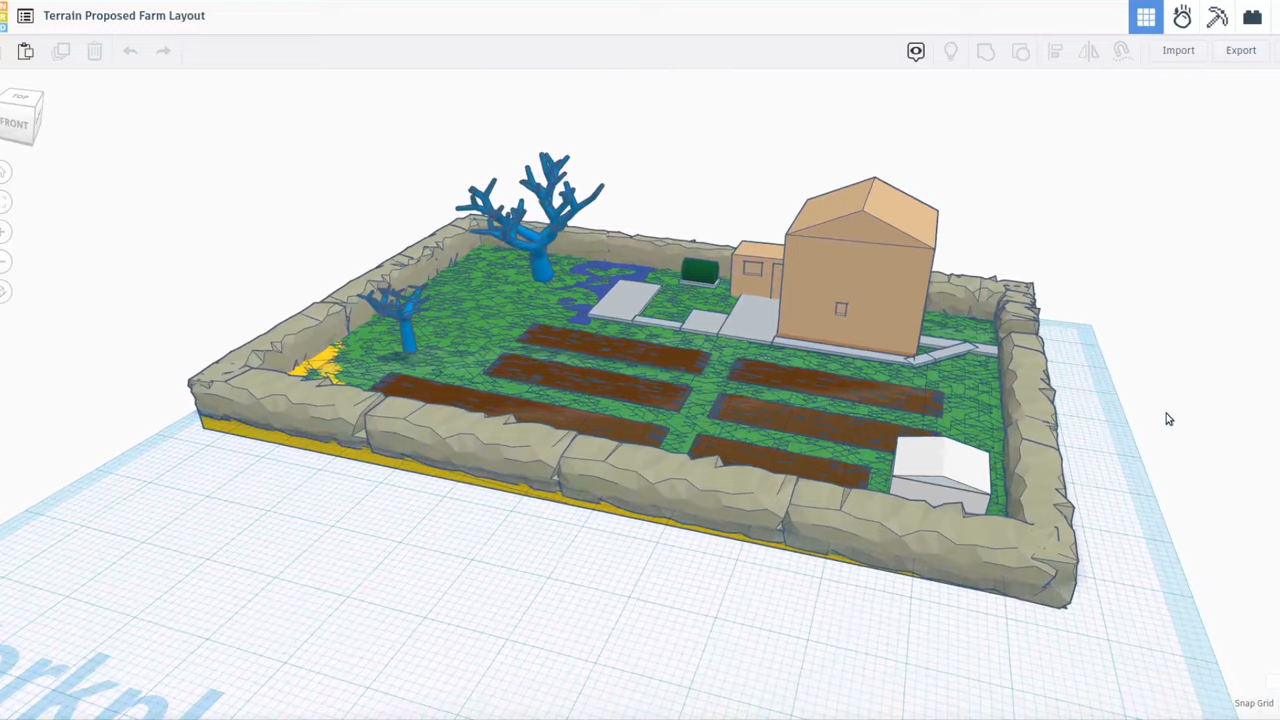 Terrain Proposed Farm Layout
Import
Export
TOP
FRONT
Snap Grid